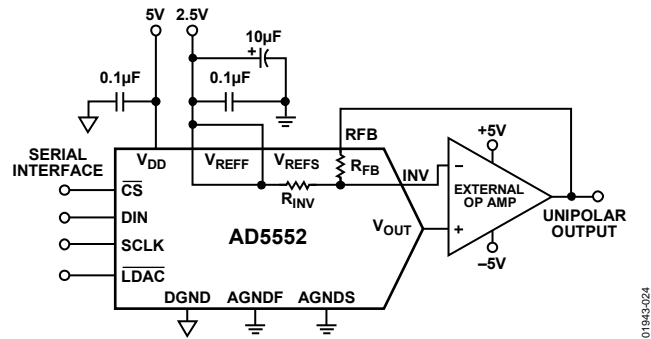 5V 2.5V
10µF
+
0.1µF 0.1µF
SERIAL
INTERFACE
VDD VREFF VREFS RFB
RFB
INV
RINV
+5V
−
EXTERNAL
OP AMP
+
−5V
UNIPOLAR
OUTPUT
CS
DIN
SCLK
LDAC
AD5552
VOUT
DGND AGNDF AGNDS
01943-024